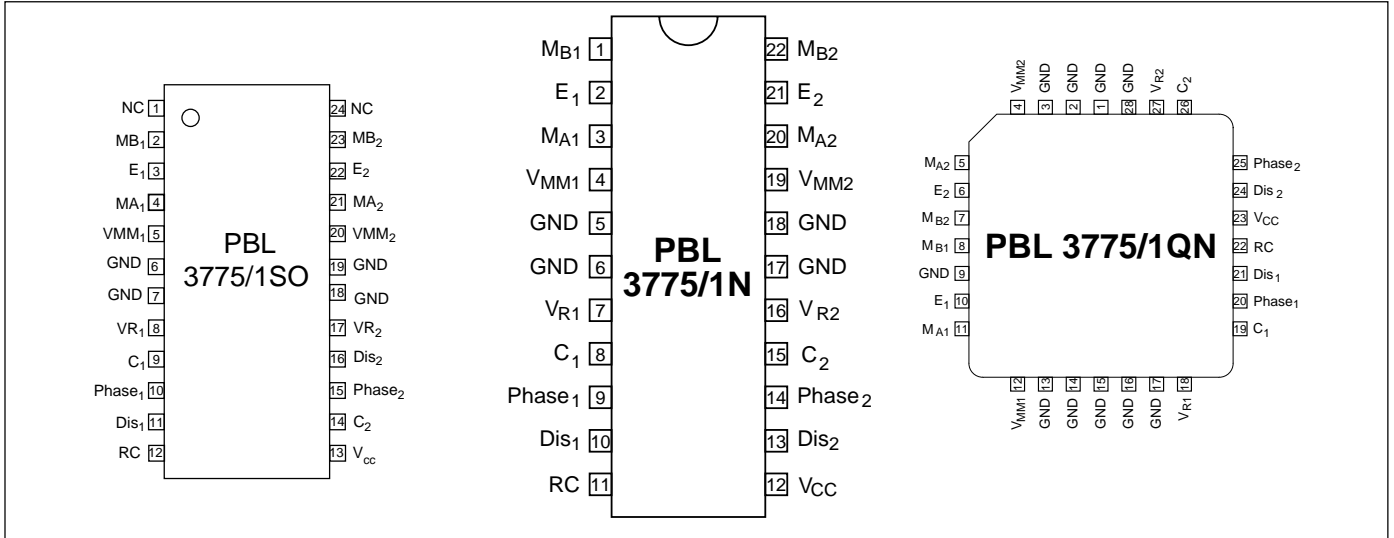 NC 1 24 NC
MB1 2 23 MB2
E1 3 22 E2
MA1 4 21 MA2
VMM1 5 20 VMM2
GND 6 19 GND
GND 7 18 GND
VR1 8 17 VR2
C1 9 16 Dis2
Phase1 10 15 Phase2
Dis1 11 14 C2
RC 12 13 Vcc
PBL
3775/1SO
MB1 1 22 MB2
E1 2 21 E2
MA1 3 20 MA2
VMM1 4 19 VMM2
GND 5 18 GND
GND 6 17 GND
VR1 7 16 VR2
C1 8 15 C2
Phase1 9 14 Phase2
Dis1 10 13 Dis2
RC 11 12 VCC
PBL
3775/1N
VMM2 GND GND GND GND VR2 C2
4 3 2 1 28 27 26
MA2 5 25 Phase2
E2 6 24 Dis2
MB2 7 23 VCC
MB1 8 22 RC
GND 9 21 Dis1
E1 10 20 Phase1
MA1 11 19 C1
PBL 3775/1QN
12 13 14 15 16 17 18
VMM1 GND GND GND GND GND VR1